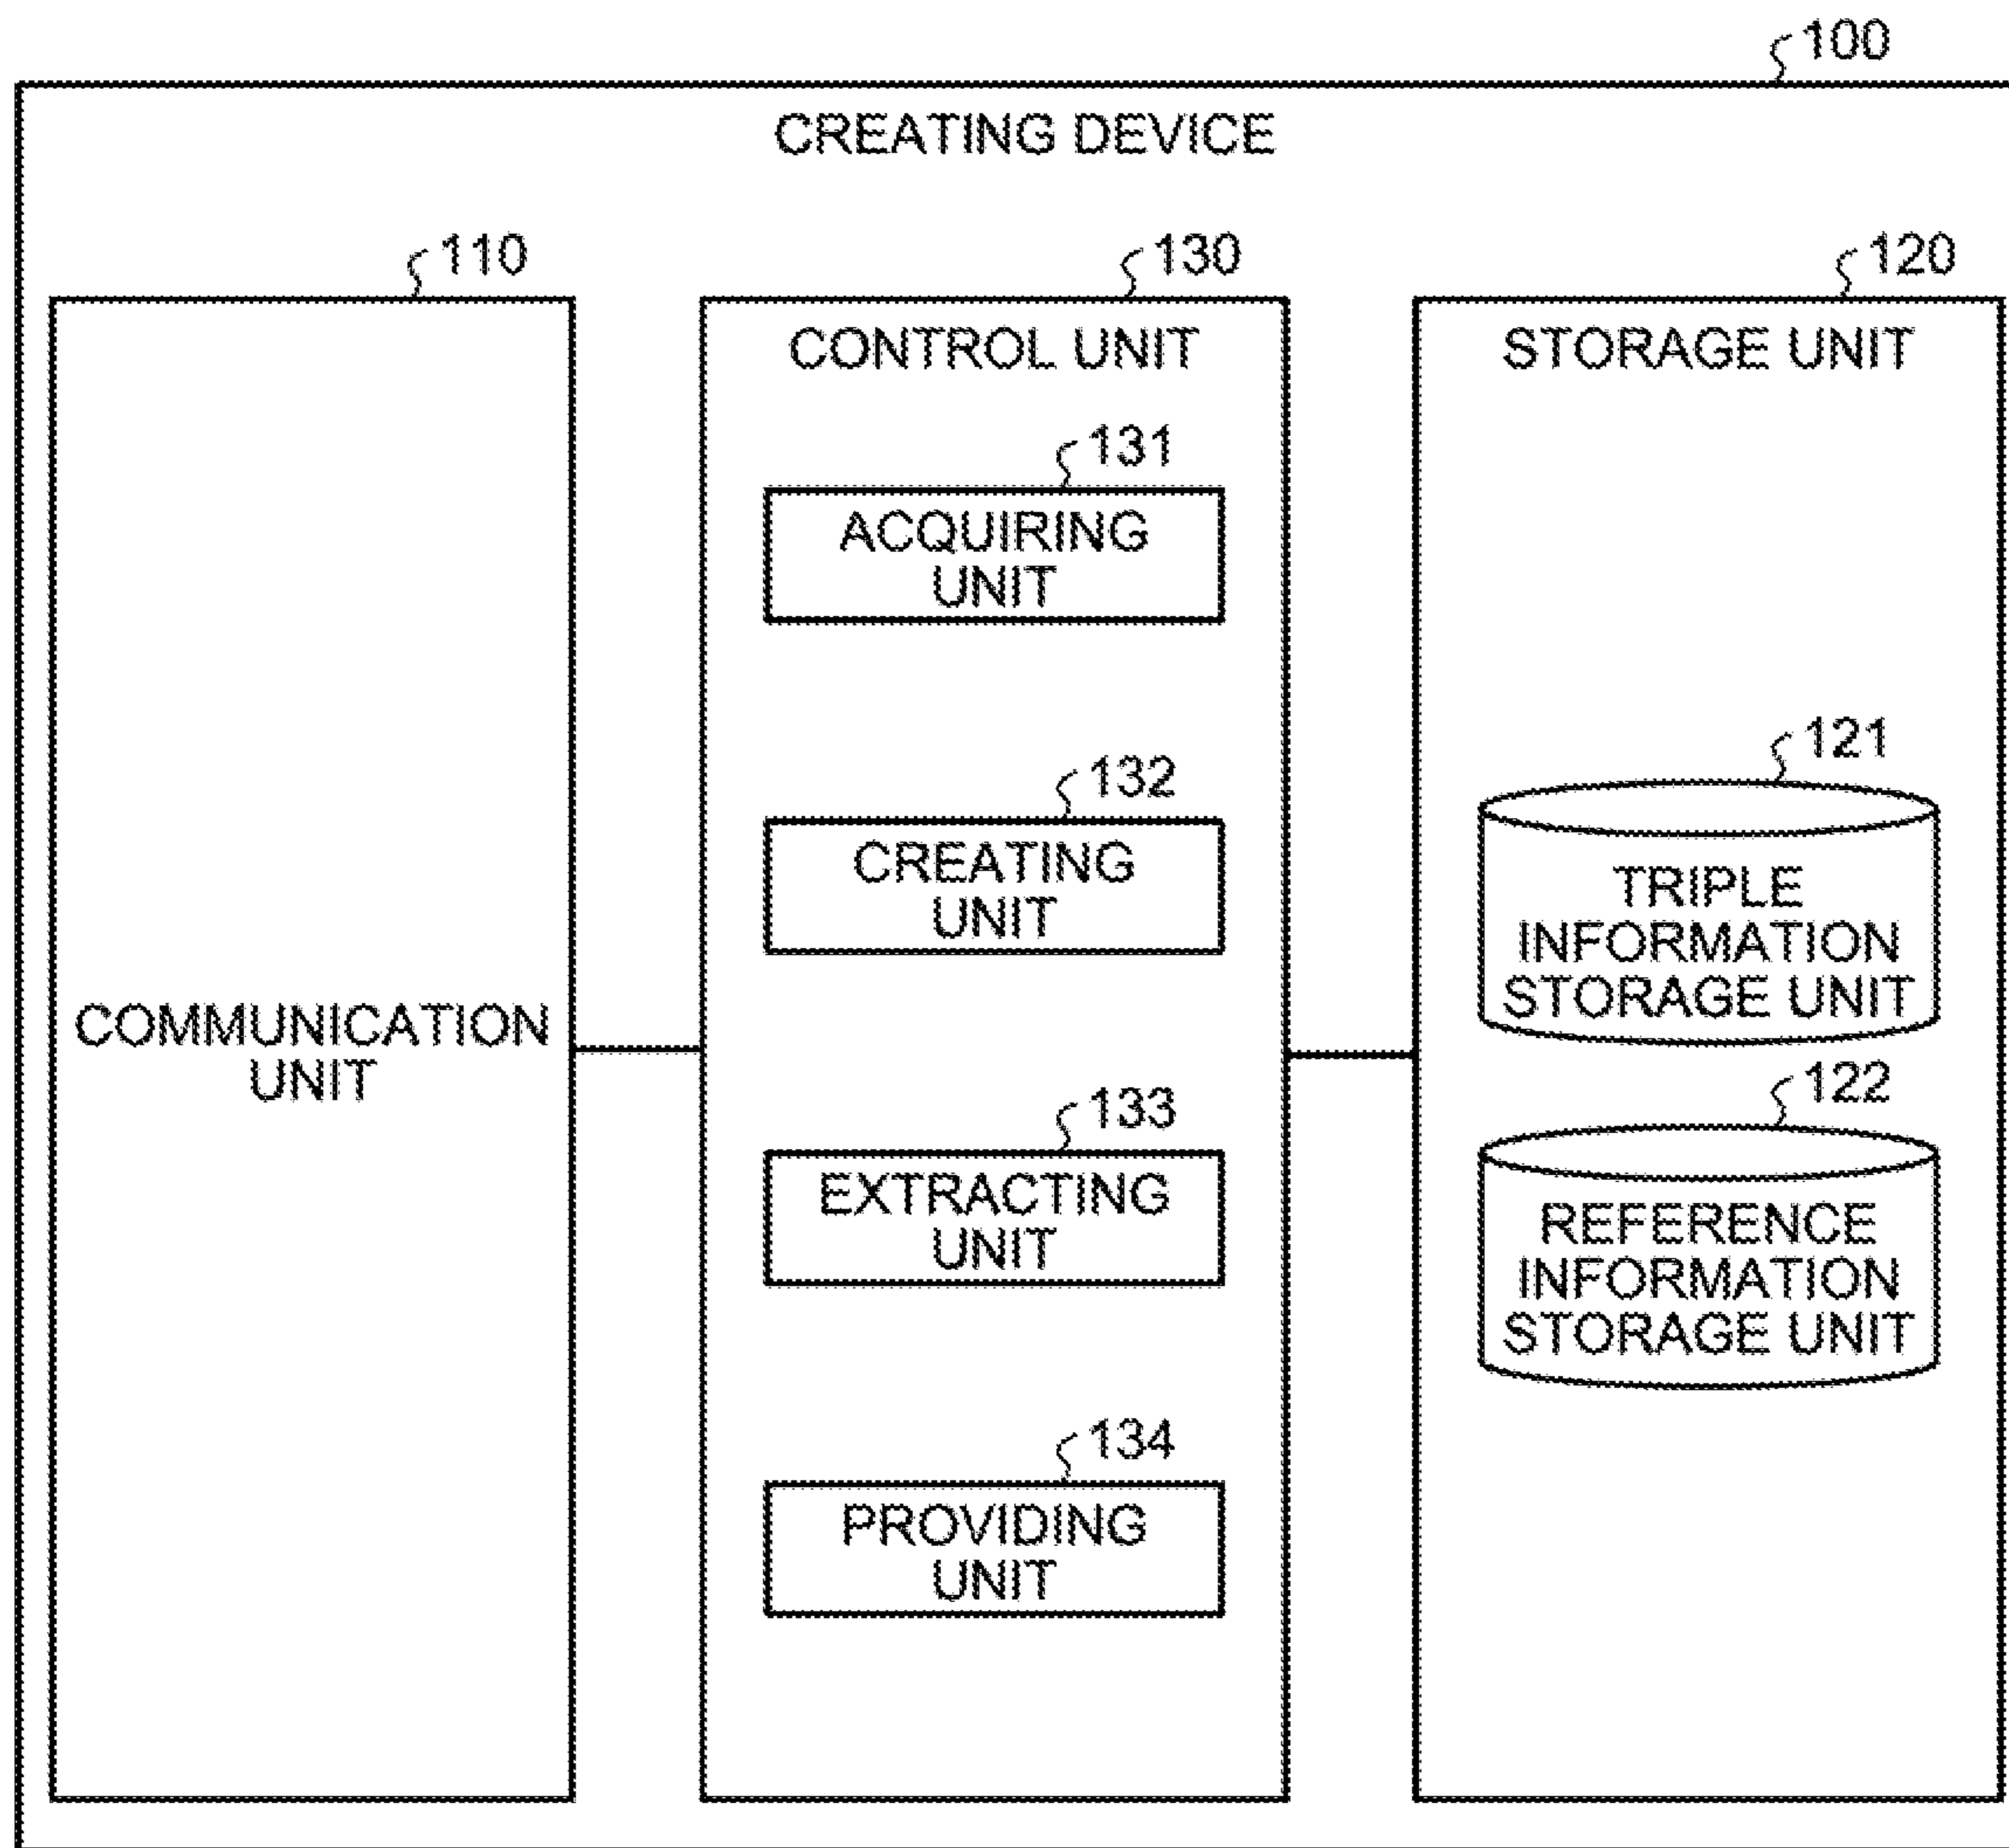 100
CREATING DEVICE
110
COMMUNICATION
UNIT
130
CONTROL UNIT
131
ACQUIRING
UNIT
132
CREATING
UNIT
133
EXTRACTING
UNIT
134
PROVIDING
UNIT
120
STORAGE UNIT
121
TRIPLE
INFORMATION
STORAGE UNIT
122
REFERENCE
INFORMATION
STORAGE UNIT